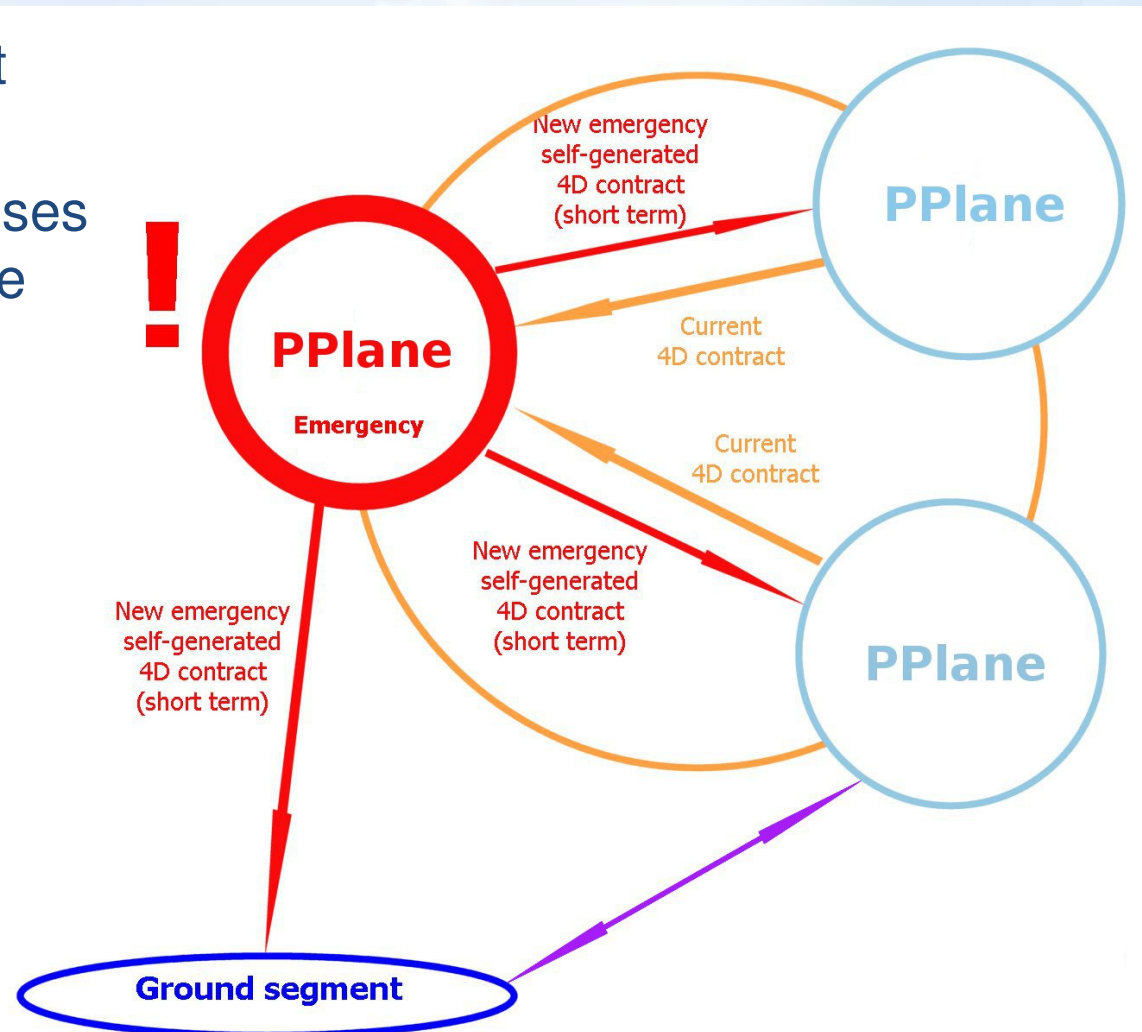 t
ses
e
!
New emergency
self-generated
4D contract
(short term)
PPlane
Current
4D contract
PPlane
Emergency
Current
4D contract
New emergency
self-generated
4D contract
(short term)
New emergency
self-generated
4D contract
(short term)
PPlane
Ground segment